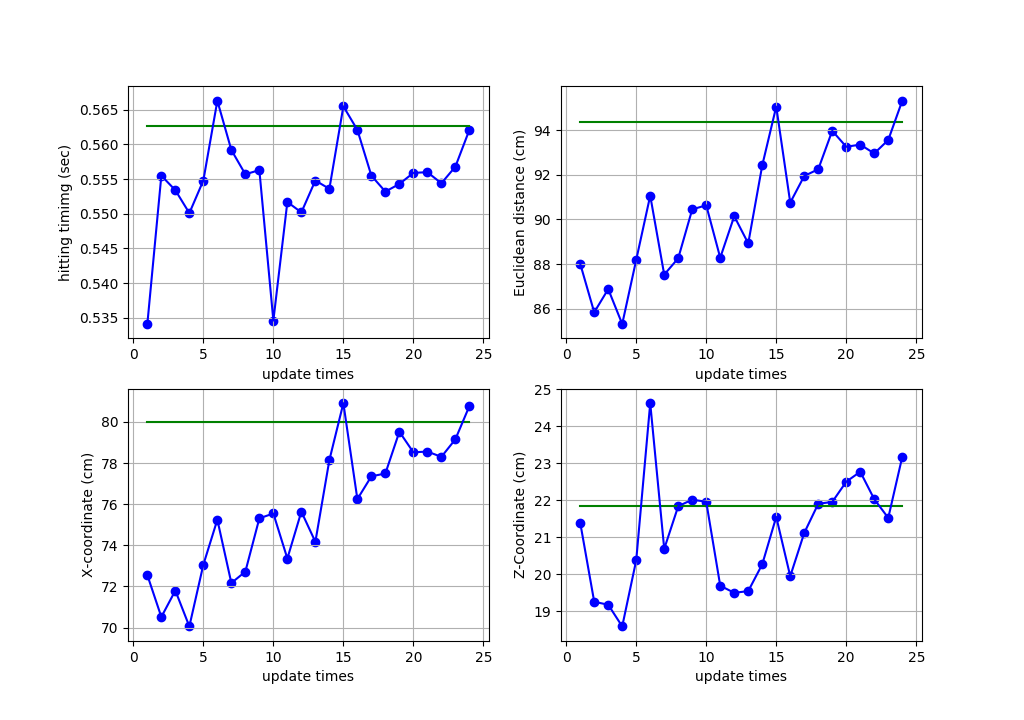 0.565
0.560
0.555
0.550
0.545
0.540
0.535
hitting timimg (sec)
0 5 10 15 20 25
update times
94
92
90
88
86
Euclidean distance (cm)
0 5 10 15 20 25
update times
80
78
76
74
72
70
X-coordinate (cm)
0 5 10 15 20 25
update times
25
24
23
22
21
20
19
Z-Coordinate (cm)
0 5 10 15 20 25
update times